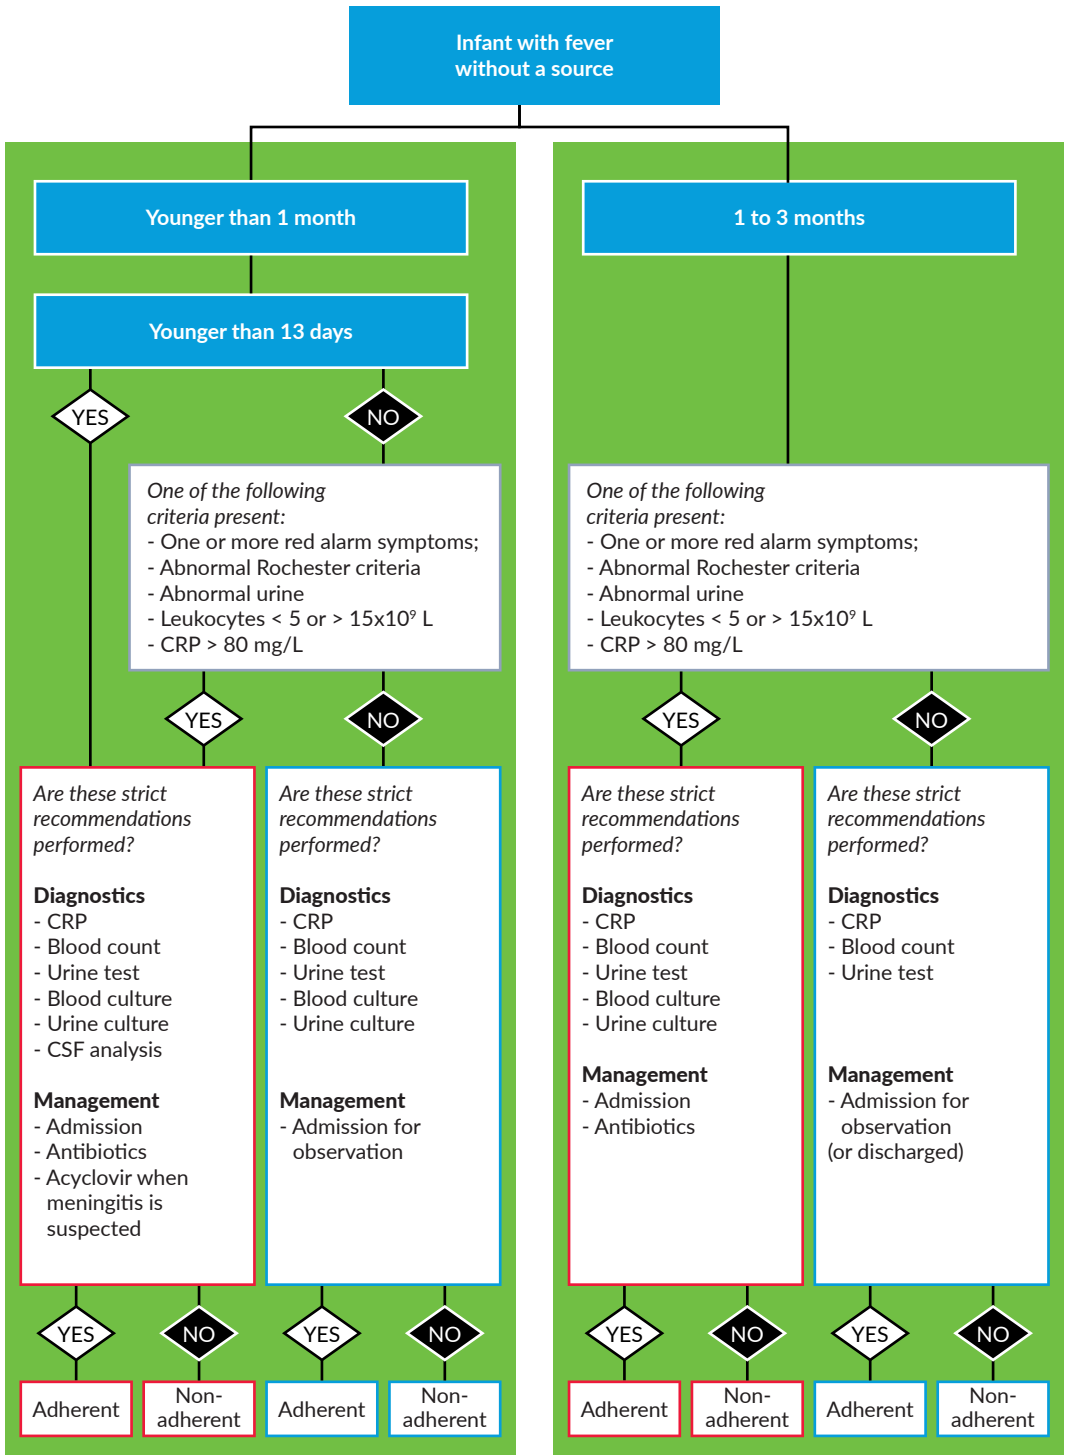 Infant with fever
without a source
Younger than 1 month
Younger than 13 days
YES
NO
One of the following
criteria present:
- One or more red alarm symptoms;
- Abnormal Rochester criteria
- Abnormal urine
- Leukocytes < 5 or > 15x10⁹ L
- CRP > 80 mg/L
YES
NO
Are these strict
recommendations
performed?
Diagnostics
- CRP
- Blood count
- Urine test
- Blood culture
- Urine culture
- CSF analysis
Management
- Admission
- Antibiotics
- Acyclovir when
meningitis is
suspected
YES
NO
Adherent
Non-
adherent
Are these strict
recommendations
performed?
Diagnostics
- CRP
- Blood count
- Urine test
- Blood culture
- Urine culture
Management
- Admission for
observation
YES
NO
Adherent
Non-
adherent
1 to 3 months
One of the following
criteria present:
- One or more red alarm symptoms;
- Abnormal Rochester criteria
- Abnormal urine
- Leukocytes < 5 or > 15x10⁹ L
- CRP > 80 mg/L
YES
NO
Are these strict
recommendations
performed?
Diagnostics
- CRP
- Blood count
- Urine test
- Blood culture
- Urine culture
Management
- Admission
- Antibiotics
YES
NO
Adherent
Non-
adherent
Are these strict
recommendations
performed?
Diagnostics
- CRP
- Blood count
- Urine test
Management
- Admission for
observation
(or discharged)
YES
NO
Adherent
Non-
adherent